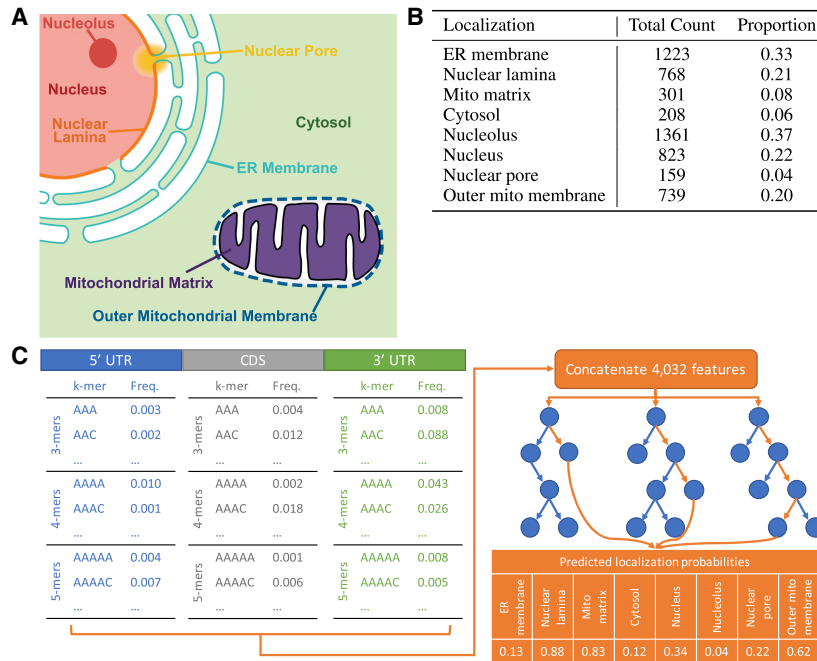 A
Nucleolus
Nuclear Pore
Nucleus
Nuclear
Lamina
Cytosol
ER Membrane
Mitochondrial Matrix
Outer Mitochondrial Membrane
B
Localization Total Count Proportion
ER membrane 1223 0.33
Nuclear lamina 768 0.21
Mito matrix 301 0.08
Cytosol 208 0.06
Nucleolus 1361 0.37
Nucleus 823 0.22
Nuclear pore 159 0.04
Outer mito membrane 739 0.20
C
5′ UTR CDS 3′ UTR
k-mer Freq. k-mer Freq. k-mer Freq.
3-mers AAA 0.003 3-mers AAA 0.004 3-mers AAA 0.008
AAC 0.002 AAC 0.012 AAC 0.088
... ... ... ... ... ...
4-mers AAAA 0.010 4-mers AAAA 0.002 4-mers AAAA 0.043
AAAC 0.001 AAAC 0.018 AAAC 0.026
... ... ... ... ... ...
5-mers AAAAA 0.004 5-mers AAAAA 0.001 5-mers AAAAA 0.008
AAAAC 0.007 AAAAC 0.006 AAAAC 0.005
... ... ... ... ... ...
Concatenate 4,032 features
Predicted localization probabilities
ER membrane Nuclear lamina Mito matrix Cytosol Nucleus Nucleolus Nuclear pore Outer mito membrane
0.13 0.88 0.83 0.12 0.34 0.04 0.22 0.62